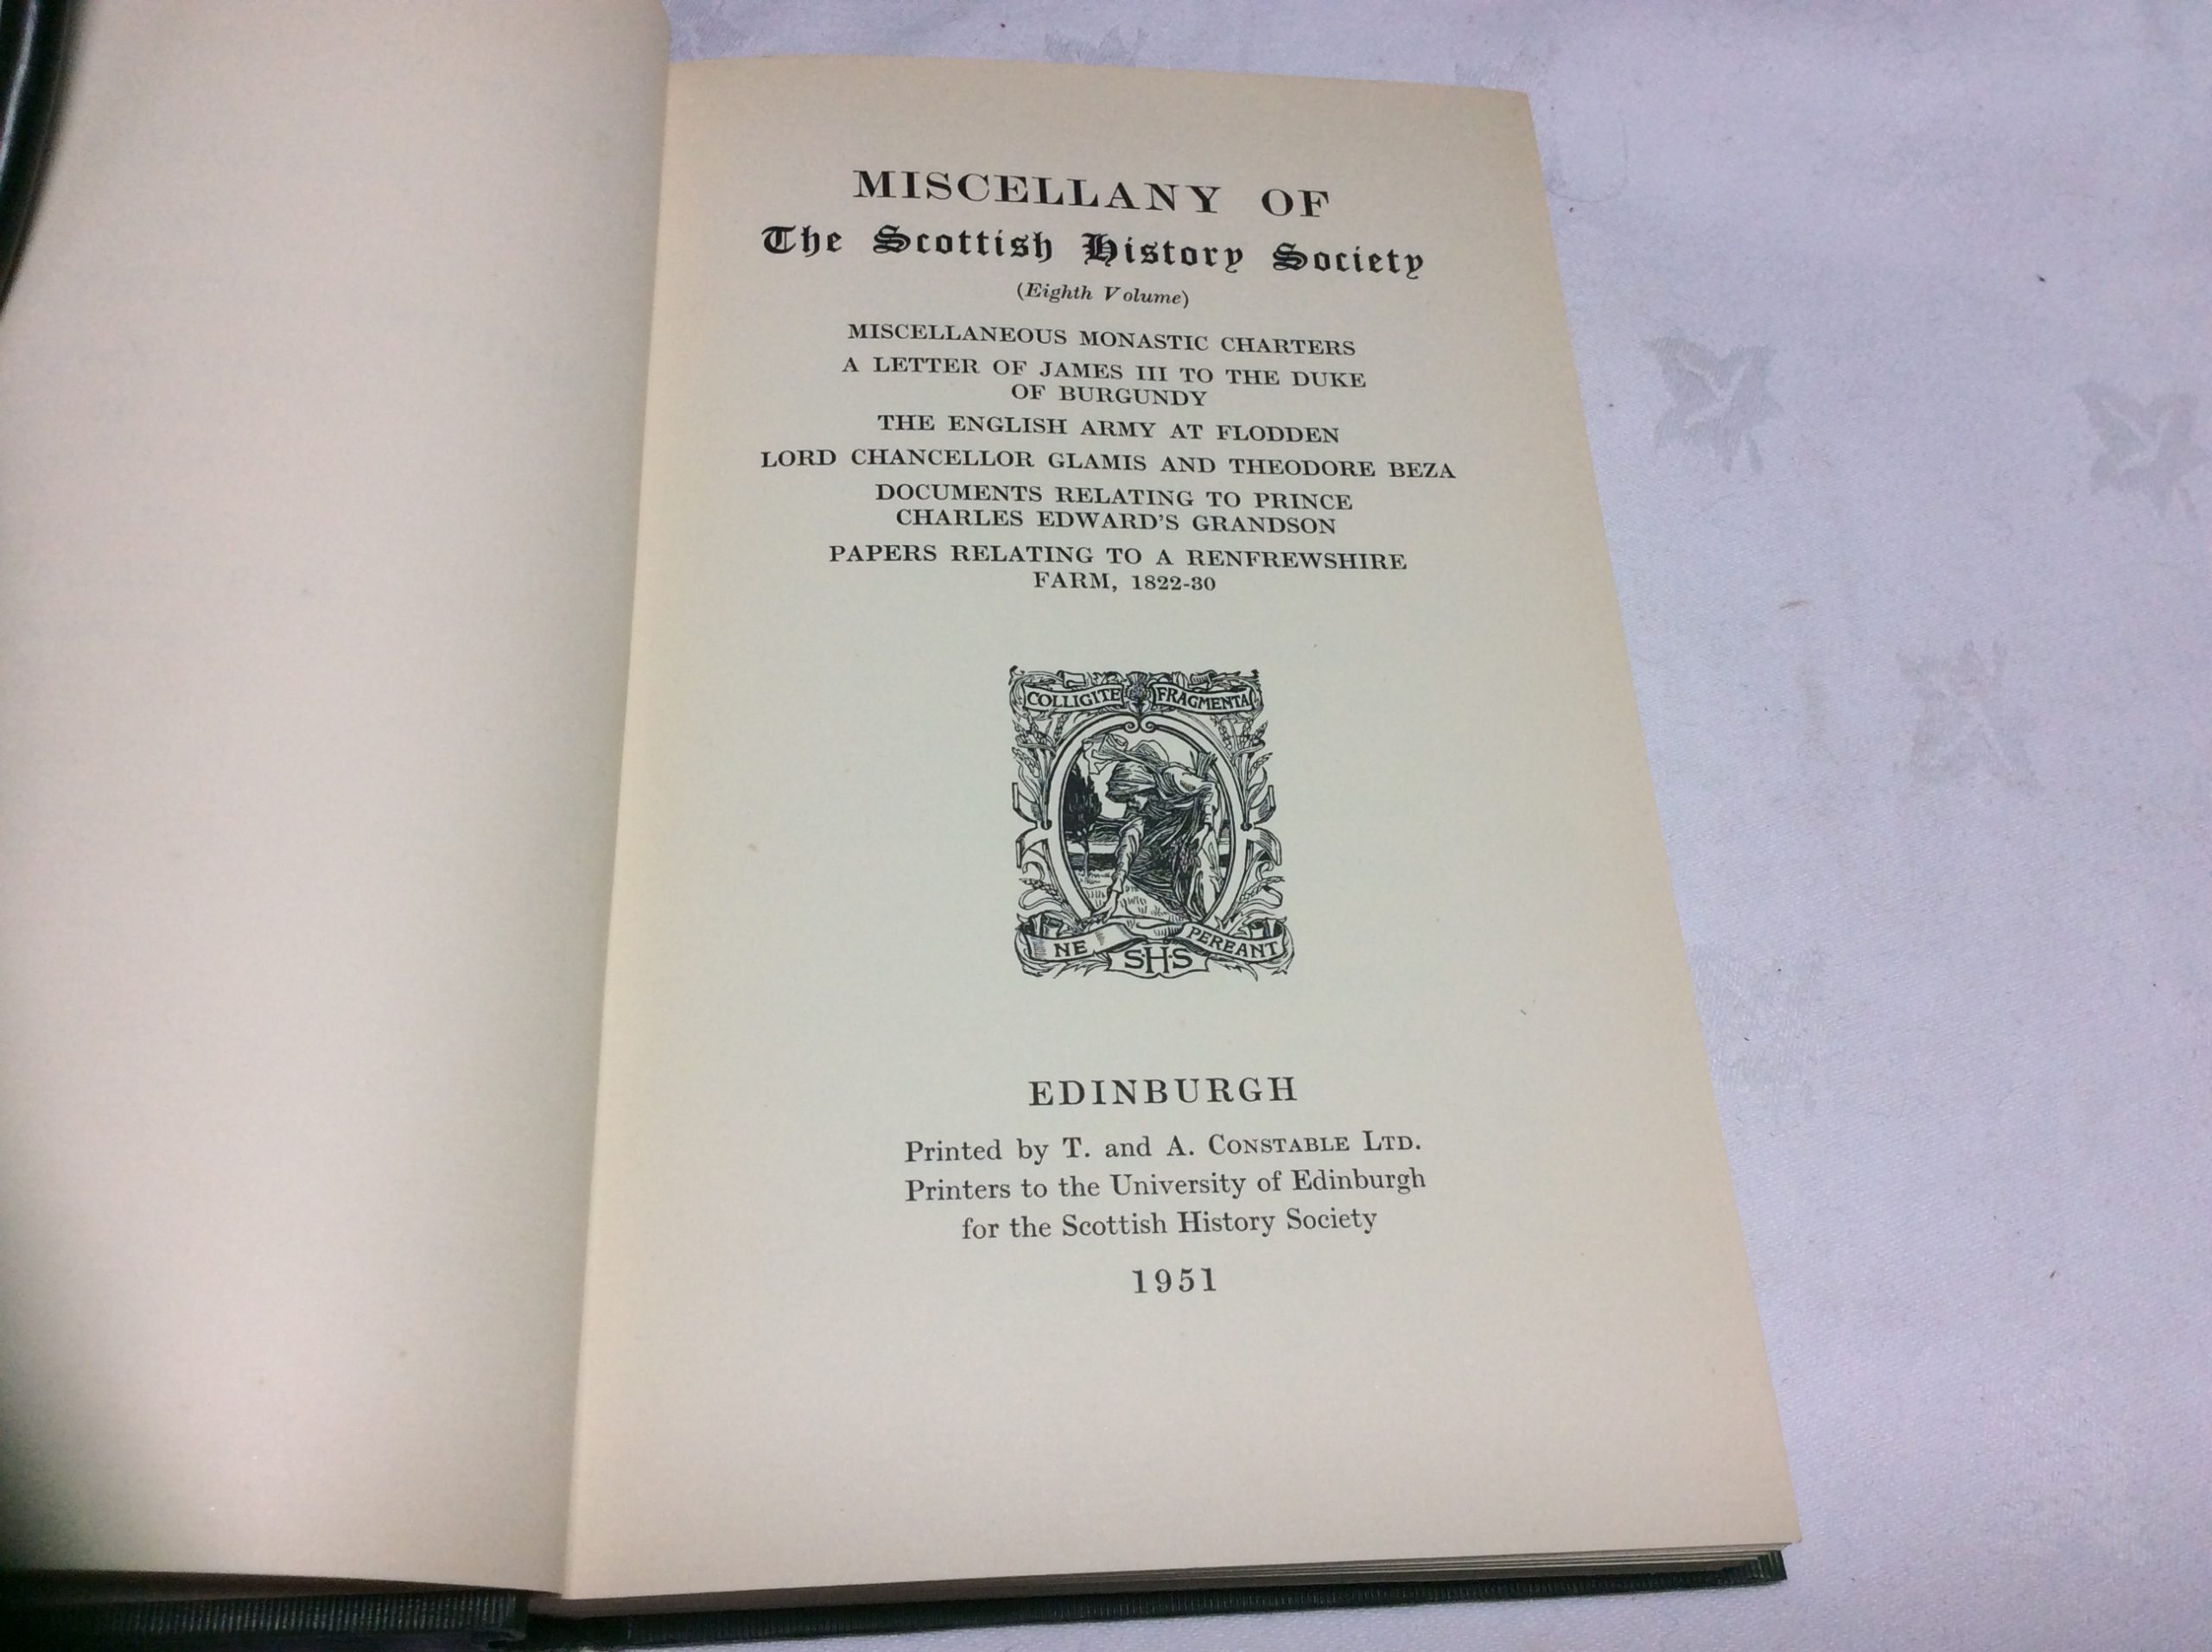 MISCELLANY OF
The Scottish History Society
(Eighth Volume)
MISCELLANEOUS MONASTIC CHARTERS
A LETTER OF JAMES III TO THE DUKE
OF BURGUNDY
THE ENGLISH ARMY AT FLODDEN
LORD CHANCELLOR GLAMIS AND THEODORE BEZA
DOCUMENTS RELATING TO PRINCE
CHARLES EDWARD'S GRANDSON
PAPERS RELATING TO A RENFREWSHIRE
FARM, 1822-30
COLLIGITE FRAGMENTA
NE PEREANT
SHS
EDINBURGH
Printed by T. and A. CONSTABLE LTD.
Printers to the University of Edinburgh
for the Scottish History Society
1951